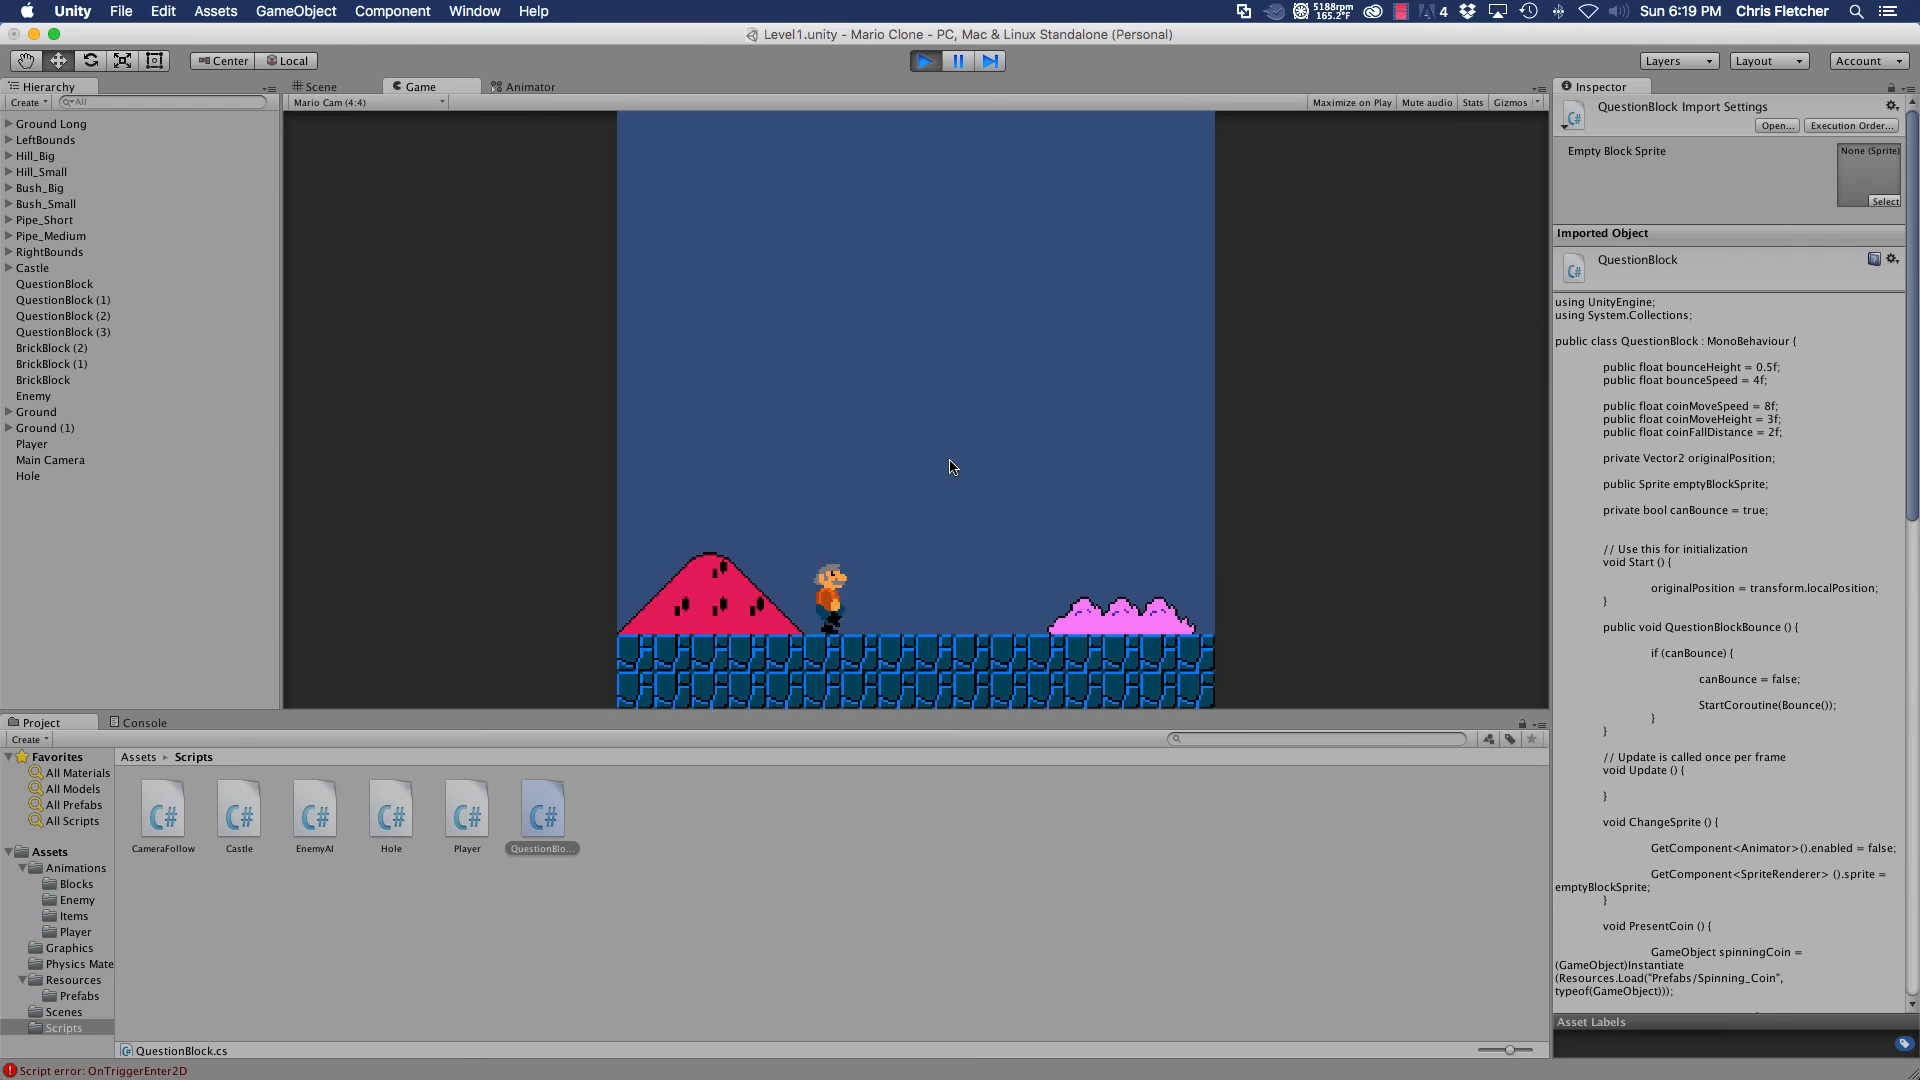 Unity File Edit Assets GameObject Component Window Help
5188rpm
165.2°F
4
Sun 6:19 PM Chris Fletcher
Level1.unity - Mario Clone - PC, Mac & Linux Standalone (Personal)
Center Local
Layers Layout Account
Hierarchy
Create All
Ground Long
LeftBounds
Hill_Big
Hill_Small
Bush_Big
Bush_Small
Pipe_Short
Pipe_Medium
RightBounds
Castle
QuestionBlock
QuestionBlock (1)
QuestionBlock (2)
QuestionBlock (3)
BrickBlock (2)
BrickBlock (1)
BrickBlock
Enemy
Ground
Ground (1)
Player
Main Camera
Hole
Scene Game Animator
Mario Cam (4:4) Maximize on Play Mute audio Stats Gizmos
Inspector
QuestionBlock Import Settings
C#
Open... Execution Order...
Empty Block Sprite None (Sprite)
Select
Imported Object
C# QuestionBlock
using UnityEngine;
using System.Collections;
public class QuestionBlock : MonoBehaviour {
public float bounceHeight = 0.5f;
public float bounceSpeed = 4f;
public float coinMoveSpeed = 8f;
public float coinMoveHeight = 3f;
public float coinFallDistance = 2f;
private Vector2 originalPosition;
public Sprite emptyBlockSprite;
private bool canBounce = true;
// Use this for initialization
void Start () {
originalPosition = transform.localPosition;
}
public void QuestionBlockBounce () {
if (canBounce) {
canBounce = false;
StartCoroutine(Bounce());
}
}
// Update is called once per frame
void Update () {
}
void ChangeSprite () {
GetComponent<Animator>().enabled = false;
GetComponent<SpriteRenderer> ().sprite =
emptyBlockSprite;
}
void PresentCoin () {
GameObject spinningCoin =
(GameObject)Instantiate
(Resources.Load("Prefabs/Spinning_Coin",
typeof(GameObject)));
Asset Labels
Project Console
Create
Favorites
All Materials
All Models
All Prefabs
All Scripts
Assets
Animations
Blocks
Enemy
Items
Player
Graphics
Physics Mate
Resources
Prefabs
Scenes
Scripts
Assets Scripts
C# C# C# C# C# C#
CameraFollow Castle EnemyAI Hole Player QuestionBlo...
QuestionBlock.cs
Script error: OnTriggerEnter2D